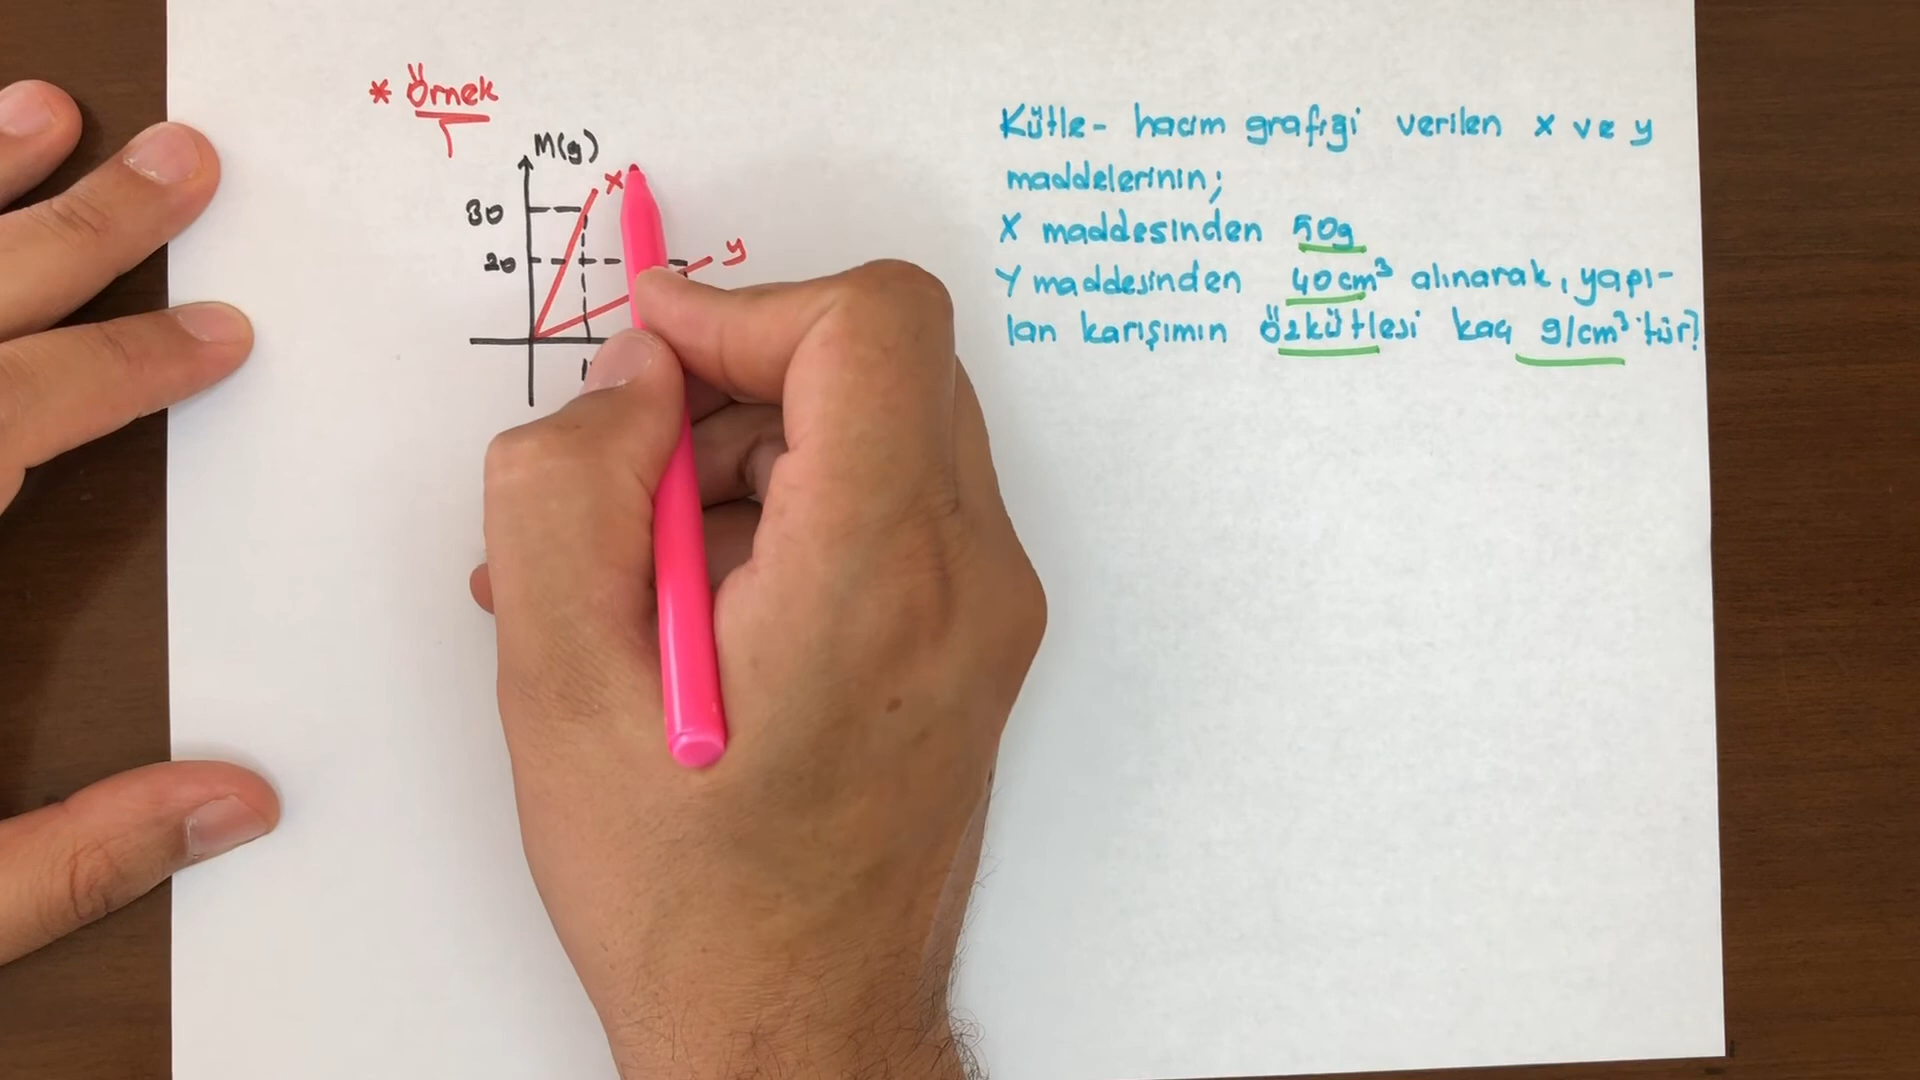 * Örnek
M(g)
x
80
20
y
Kütle - hacim grafiği verilen x ve y
maddelerinin;
X maddesinden 50g
Y maddesinden 40cm³ alınarak, yapı-
lan karışımın özkütlesi kaç g/cm³'tür?